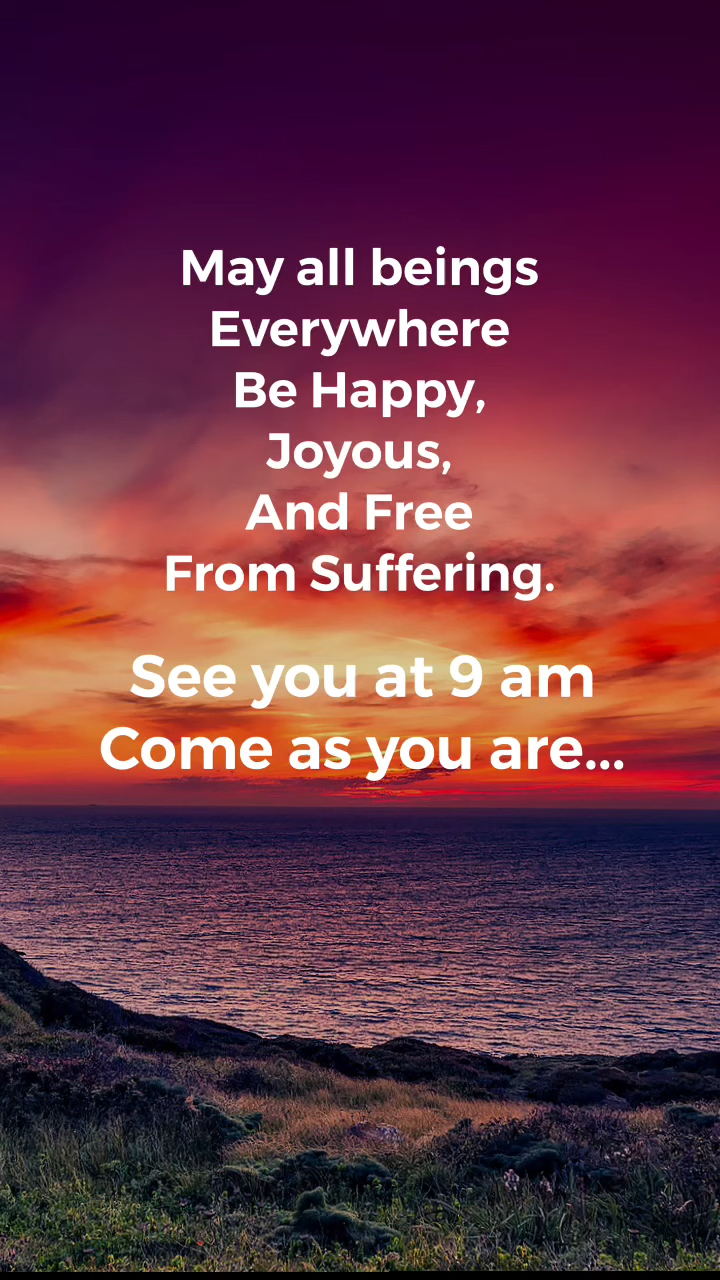 May all beings
Everywhere
Be Happy,
Joyous,
And Free
From Suffering.
See you at 9 am
Come as you are...